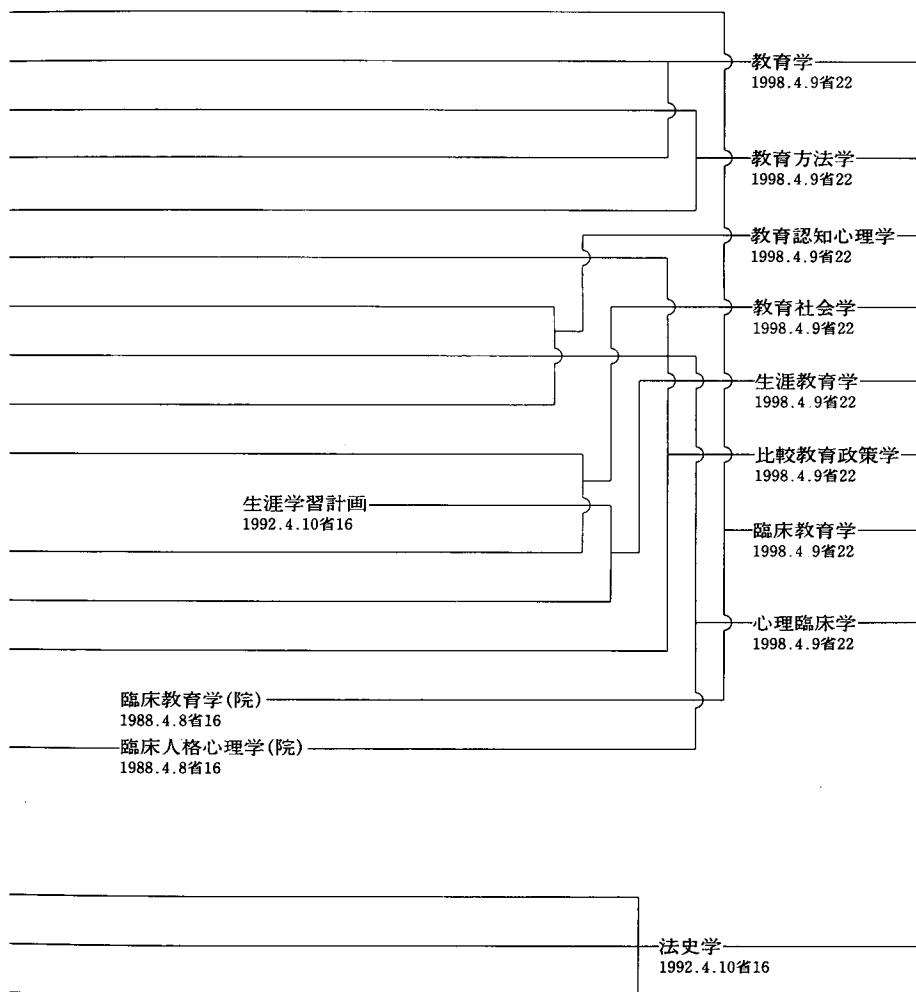 教育学
1998.4.9省22
教育方法学
1998.4.9省22
教育認知心理学
1998.4.9省22
教育社会学
1998.4.9省22
生涯教育学
1998.4.9省22
比較教育政策学
1998.4.9省22
生涯学習計画
1992.4.10省16
臨床教育学
1998.4.9省22
心理臨床学
1998.4.9省22
臨床教育学(院)
1988.4.8省16
臨床人格心理学(院)
1988.4.8省16
法史学
1992.4.10省16